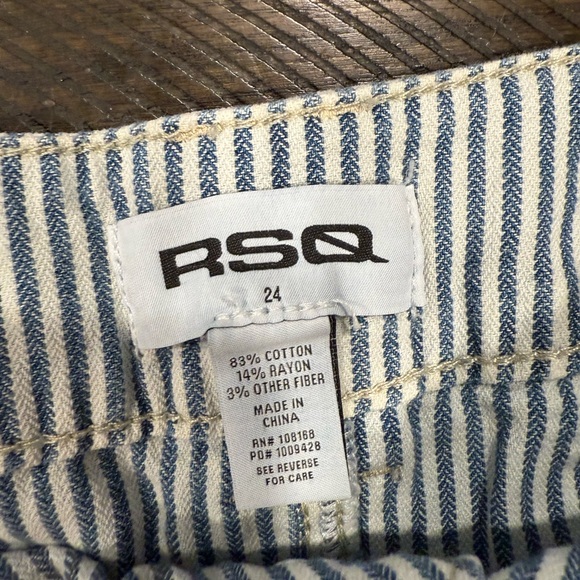 RSQ
24
83% COTTON
14% RAYON
3% OTHER FIBER
MADE IN
CHINA
RN# 108168
PO# 1009428
SEE REVERSE
FOR CARE